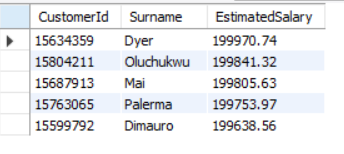 CustomerId Surname EstimatedSalary
15634359 Dyer 199970.74
15804211 Oluchukwu 199841.32
15687913 Mai 199805.63
15763065 Palerma 199753.97
15599792 Dimauro 199638.56